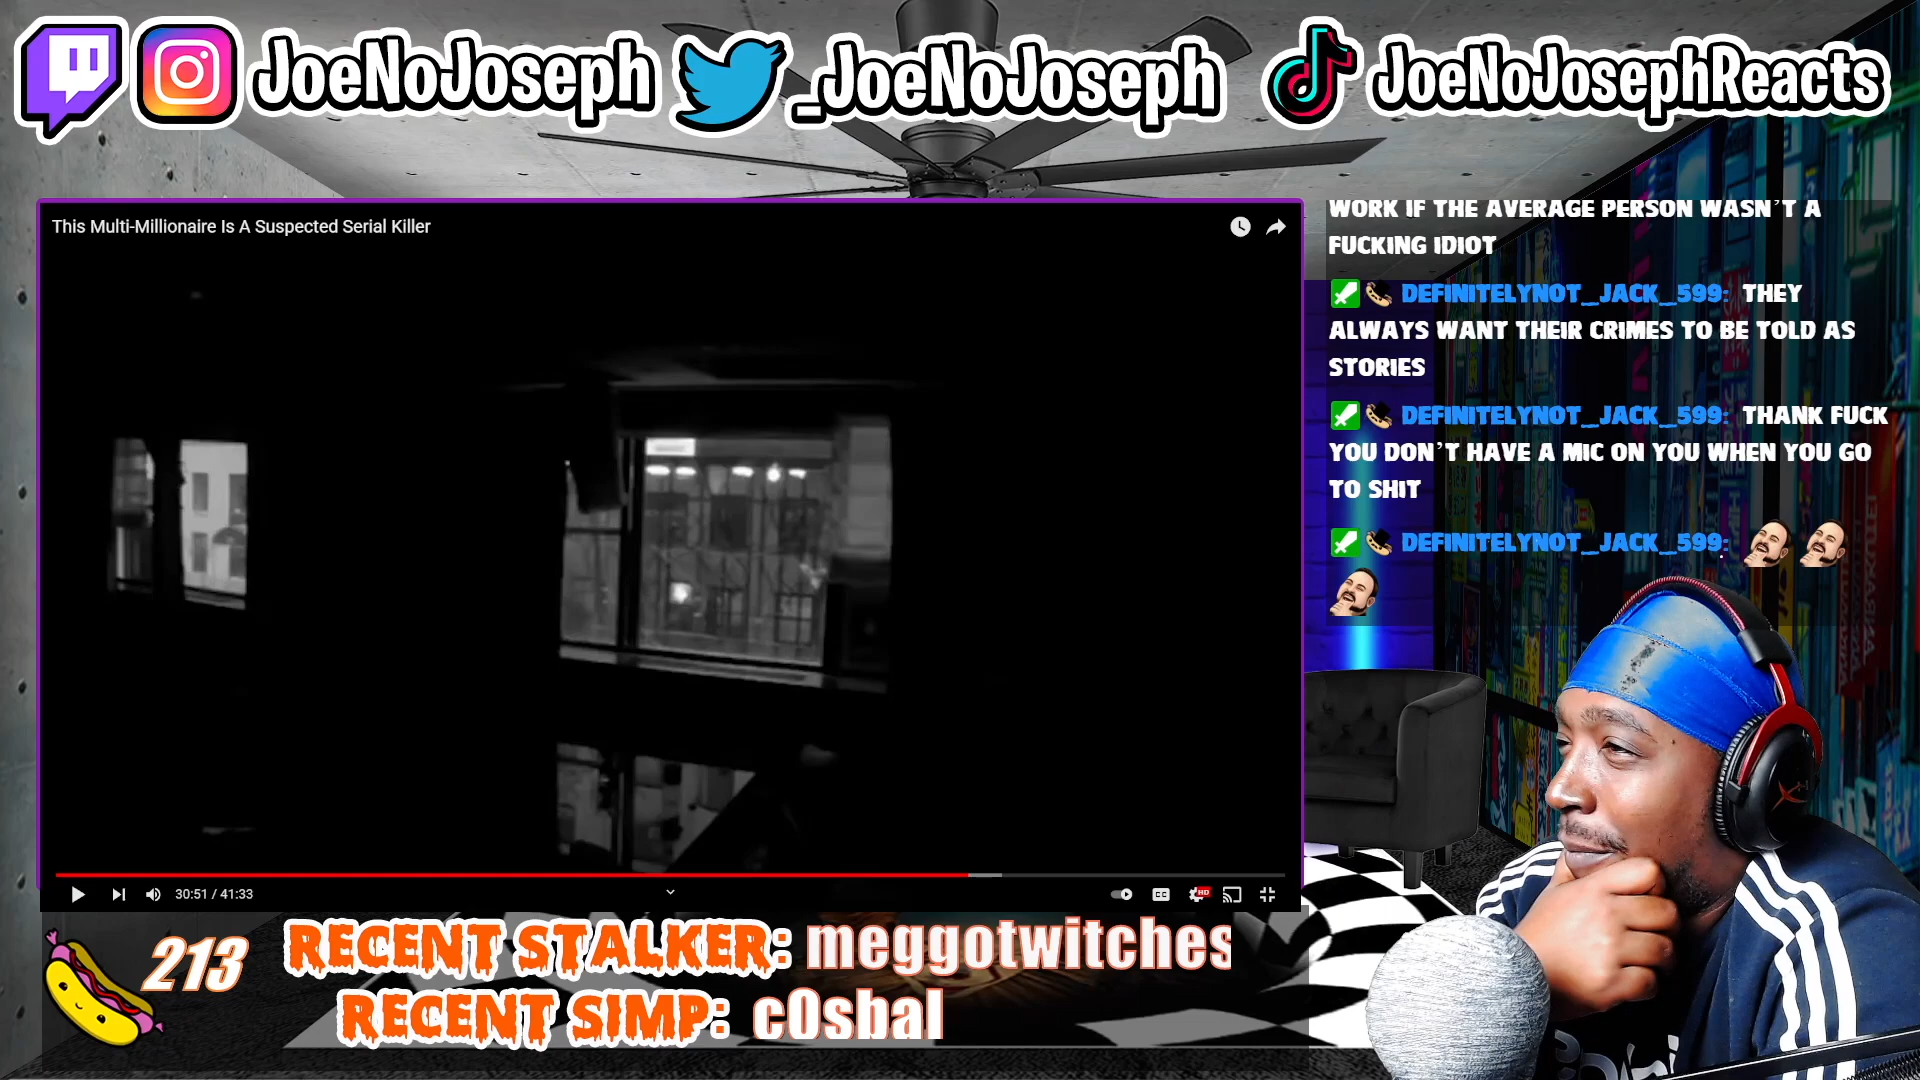 JoeNoJoseph
_JoeNoJoseph
JoeNoJosephReacts
This Multi-Millionaire Is A Suspected Serial Killer
WORK IF THE AVERAGE PERSON WASN'T A
FUCKING IDIOT
DEFINITELYNOT_JACK_599: THEY
ALWAYS WANT THEIR CRIMES TO BE TOLD AS
STORIES
DEFINITELYNOT_JACK_599: THANK FUCK
YOU DON'T HAVE A MIC ON YOU WHEN YOU GO
TO SHIT
DEFINITELYNOT_JACK_599:
30:51 / 41:33
CC
HD
213
RECENT STALKER: meggotwitches
RECENT SIMP: c0sbal